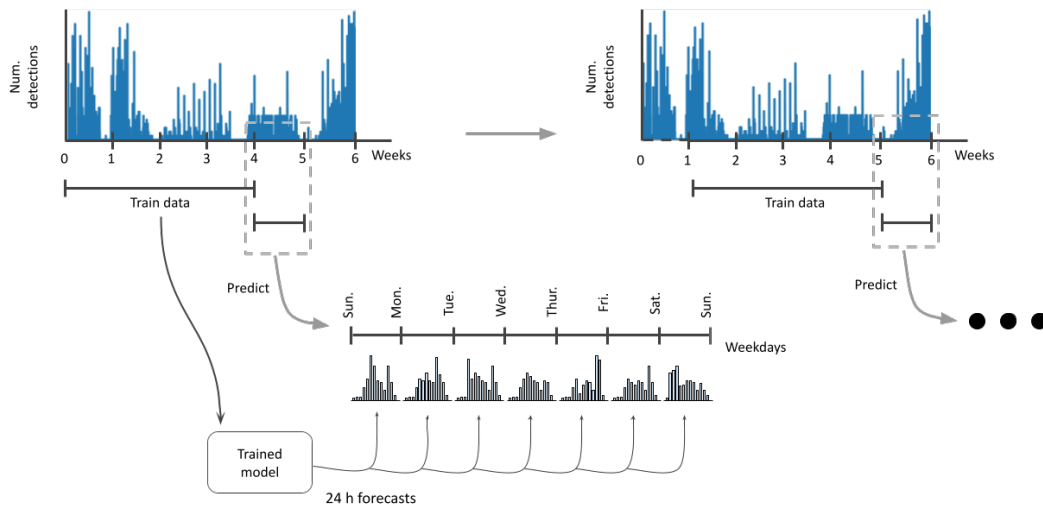 Num.
detections
0 1 2 3 4 5 6 Weeks
Train data
Predict
Num.
detections
0 1 2 3 4 5 6 Weeks
Train data
Predict
Sun. Mon. Tue. Wed. Thur. Fri. Sat. Sun.
Weekdays
Trained
model
24 h forecasts